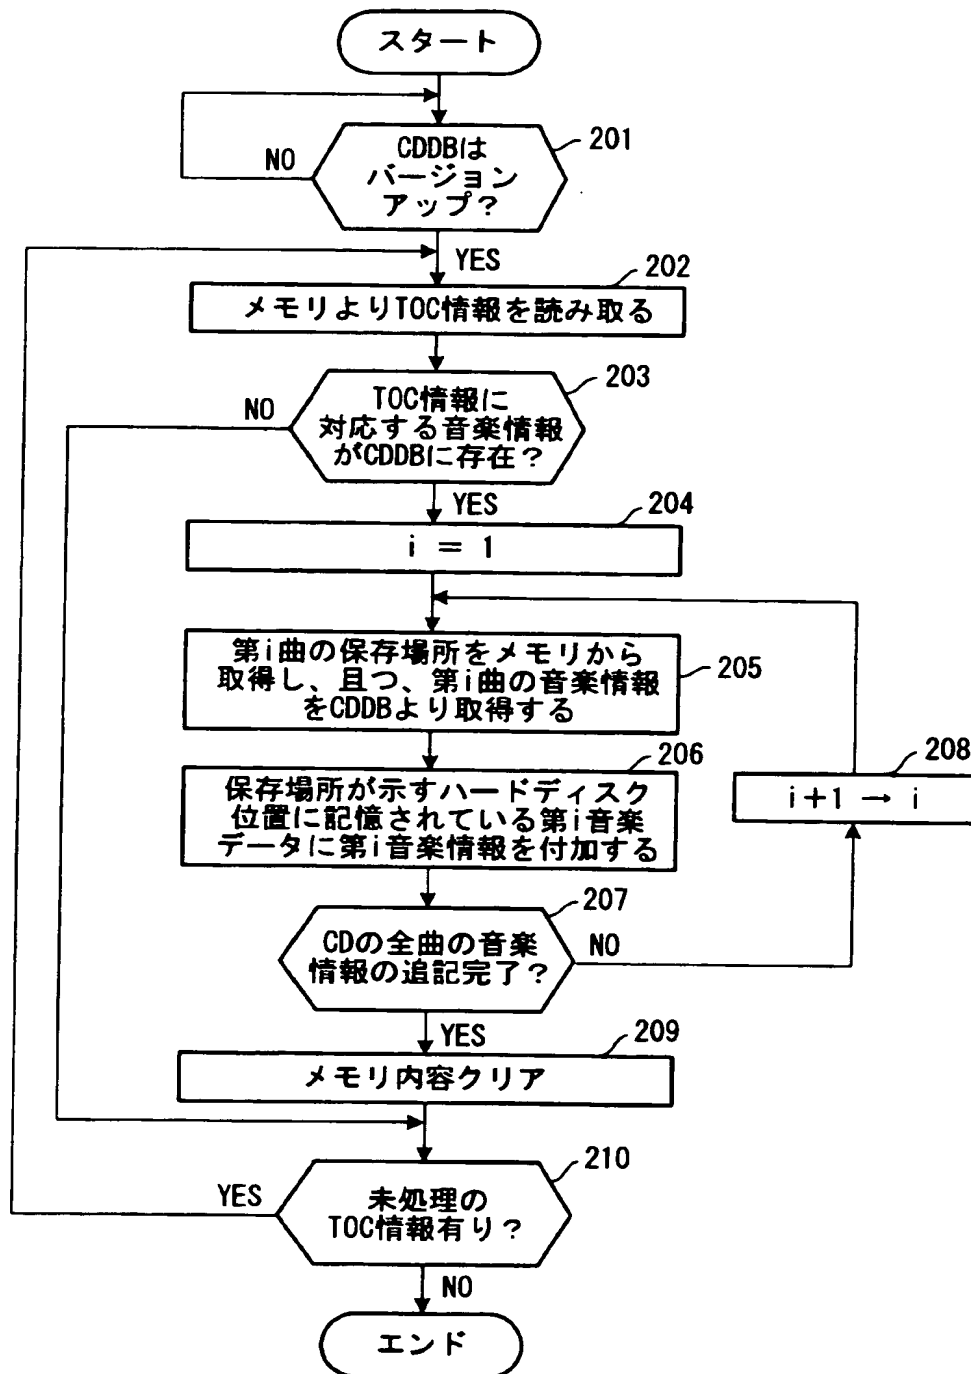 スタート
CDDBは
バージョン
アップ?
201
NO
YES
202
メモリよりTOC情報を読み取る
203
TOC情報に
対応する音楽情報
がCDDBに存在?
NO
YES
204
i = 1
第i曲の保存場所をメモリから
取得し、且つ、第i曲の音楽情報
をCDDBより取得する
205
206
保存場所が示すハードディスク
位置に記憶されている第i音楽
データに第i音楽情報を付加する
208
i+1 → i
207
CDの全曲の音楽
情報の追記完了?
NO
YES
209
メモリ内容クリア
210
未処理の
TOC情報有り?
YES
NO
エンド